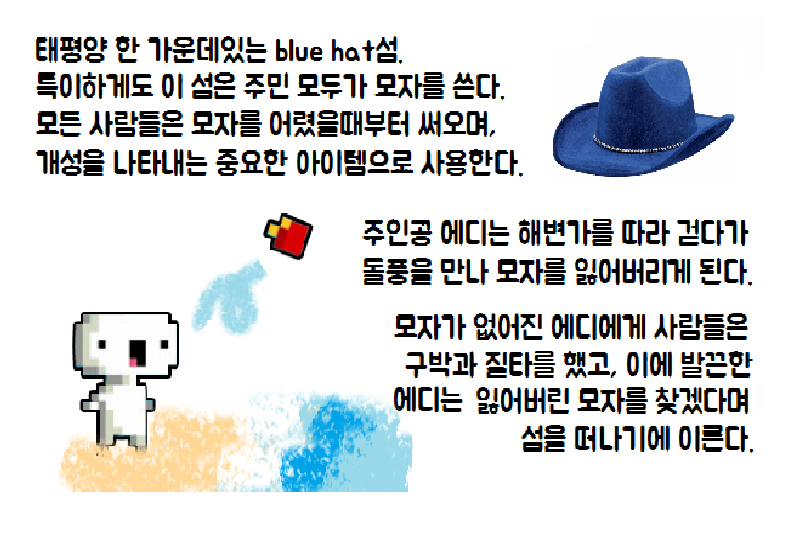 태평양 한 가운데있는 blue hat섬.
특이하게도 이 섬은 주민 모두가 모자를 쓴다.
모든 사람들은 모자를 어렸을때부터 써오며,
개성을 나타내는 중요한 아이템으로 사용한다.
주인공 에디는 해변가를 따라 걷다가
돌풍을 만나 모자를 잃어버리게 된다.
모자가 없어진 에디에게 사람들은
구박과 질타를 했고, 이에 발끈한
에디는 잃어버린 모자를 찾겠다며
섬을 떠나기에 이른다.